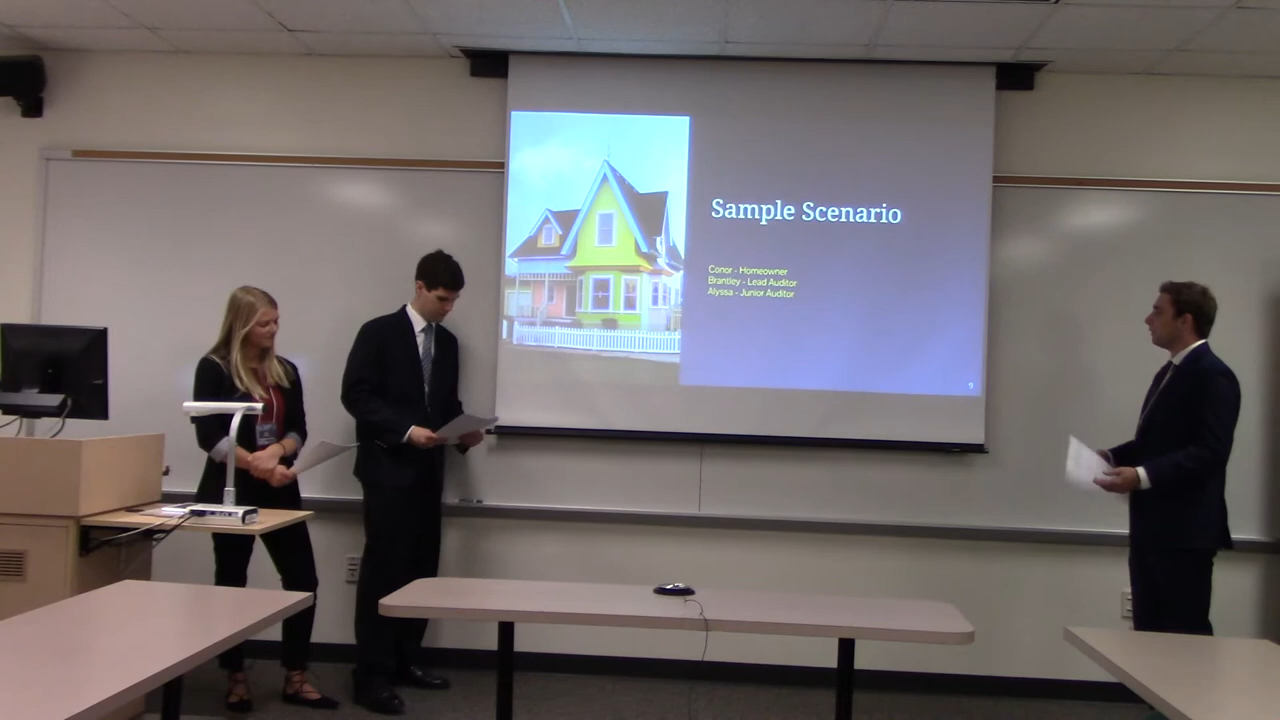 Sample Scenario
Conor - Homeowner
Brantley - Lead Auditor
Alyssa - Junior Auditor
9